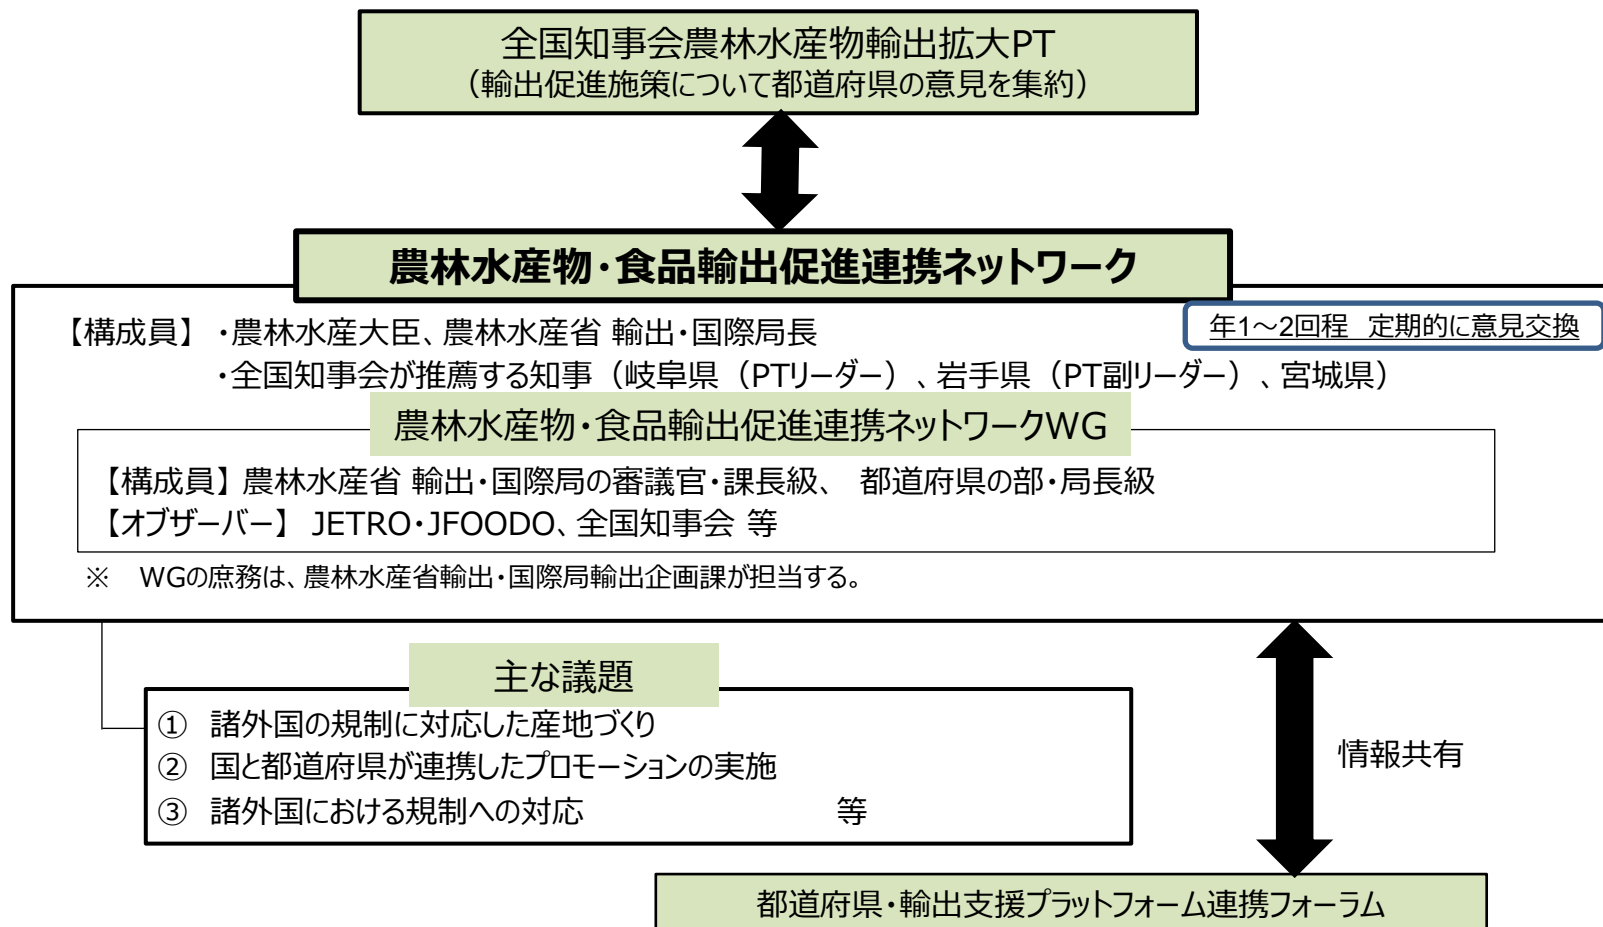 全国知事会農林水産物輸出拡大PT
（輸出促進施策について都道府県の意見を集約）
農林水産物・食品輸出促進連携ネットワーク
年1～2回程 定期的に意見交換
【構成員】 ・農林水産大臣、農林水産省 輸出・国際局長
・全国知事会が推薦する知事（岐阜県（PTリーダー）、岩手県（PT副リーダー）、宮城県）
農林水産物・食品輸出促進連携ネットワークWG
【構成員】 農林水産省 輸出・国際局の審議官・課長級、 都道府県の部・局長級
【オブザーバー】 JETRO・JFOODO、全国知事会 等
※ WGの庶務は、農林水産省輸出・国際局輸出企画課が担当する。
主な議題
① 諸外国の規制に対応した産地づくり
② 国と都道府県が連携したプロモーションの実施
③ 諸外国における規制への対応 等
情報共有
都道府県・輸出支援プラットフォーム連携フォーラム